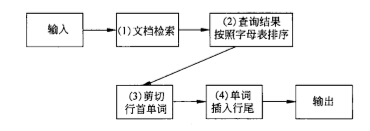 输入
(1)文档检索
(2)查询结果
按照字母表排序
(3)剪切
行首单词
(4)单词
插入行尾
输出